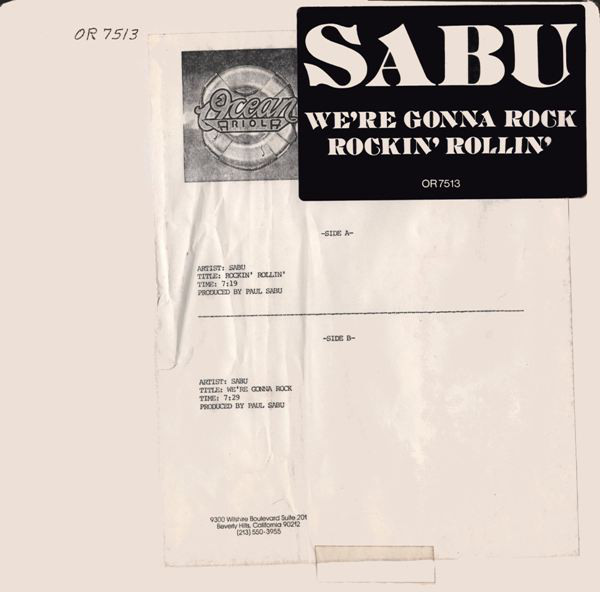 OR 7513
SABU
WE'RE GONNA ROCK
ROCKIN' ROLLIN'
OR7513
Ocean
ARIOLA
-SIDE A-
ARTIST: SABU
TITLE: ROCKIN' ROLLIN'
TIME: 7:19
PRODUCED BY PAUL SABU
-SIDE B-
ARTIST: SABU
TITLE: WE'RE GONNA ROCK
TIME: 7:29
PRODUCED BY PAUL SABU
9300 Wilshire Boulevard Suite 201
Beverly Hills, California 90212
(213) 550-3955